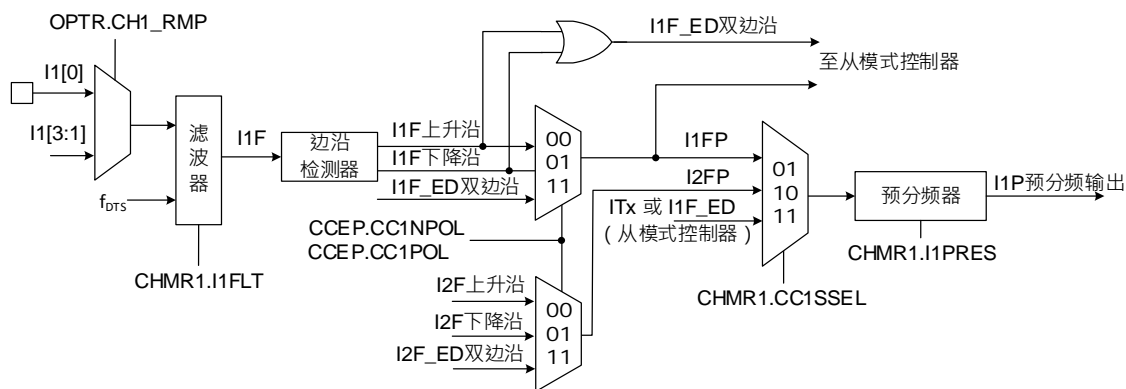 OPTR.CH1_RMP
I1[0]
I1[3:1]
fDTS
滤波器
CHMR1.I1FLT
I1F
边沿
检测器
I1F上升沿
I1F下降沿
I1F_ED双边沿
00
01
11
CCEP.CC1NPOL
CCEP.CC1POL
I2F上升沿
I2F下降沿
I2F_ED双边沿
00
01
11
I1F_ED双边沿
至从模式控制器
I1FP
I2FP
ITx 或 I1F_ED
（从模式控制器）
01
10
11
CHMR1.CC1SSEL
预分频器
CHMR1.I1PRES
I1P预分频输出